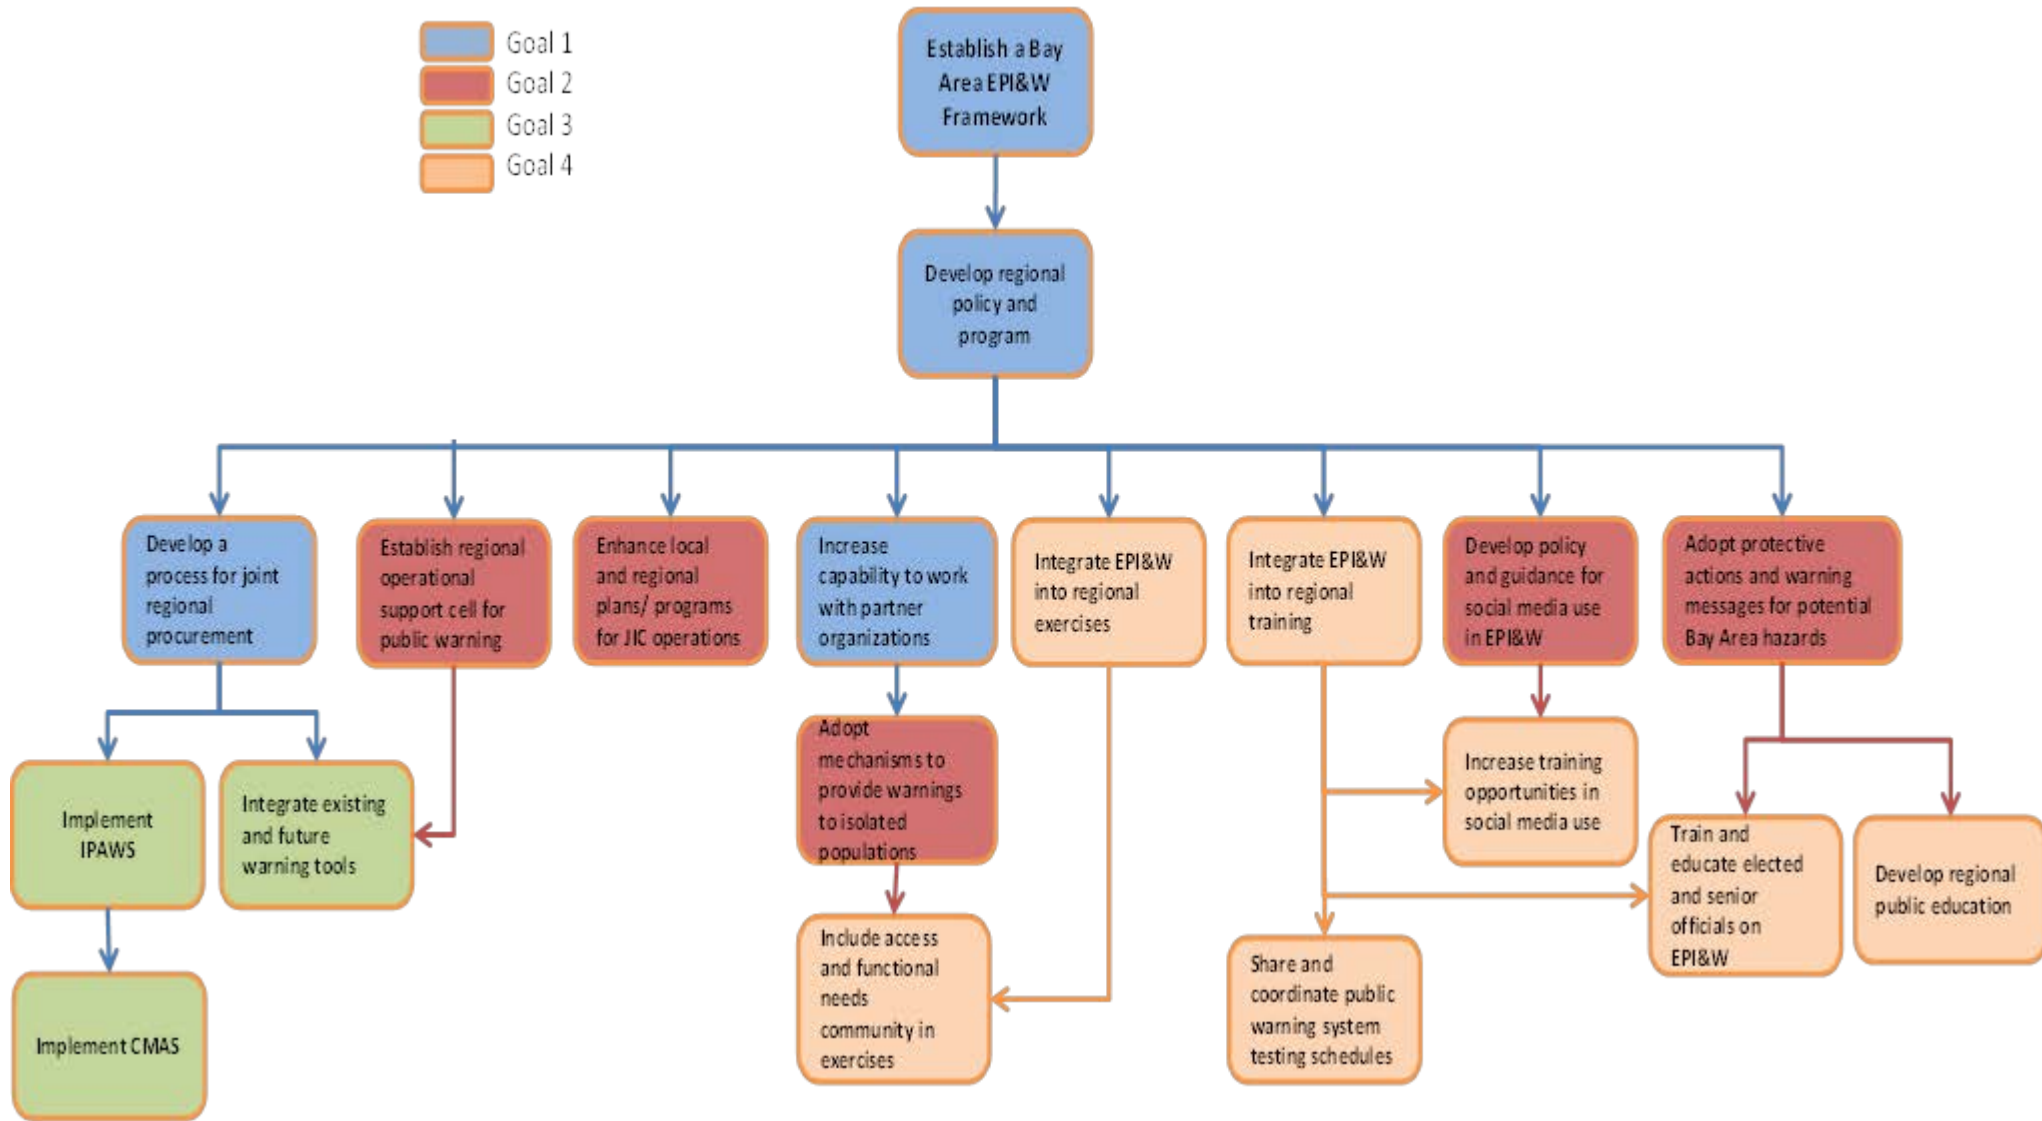 Goal 1
Goal 2
Goal 3
Goal 4
Establish a Bay
Area EPI&W
Framework
Develop regional
policy and
program
Develop a
process for joint
regional
procurement
Establish regional
operational
support cell for
public warning
Enhance local
and regional
plans/ programs
for JIC operations
Increase
capability to work
with partner
organizations
Integrate EPI&W
into regional
exercises
Integrate EPI&W
into regional
training
Develop policy
and guidance for
social media use
in EPI&W
Adopt protective
actions and warning
messages for potential
Bay Area hazards
Implement
IPAWS
Integrate existing
and future
warning tools
Adopt
mechanisms to
provide warnings
to isolated
populations
Increase training
opportunities in
social media use
Train and
educate elected
and senior
officials on
EPI&W
Develop regional
public education
Implement CMAS
Include access
and functional
needs
community in
exercises
Share and
coordinate public
warning system
testing schedules